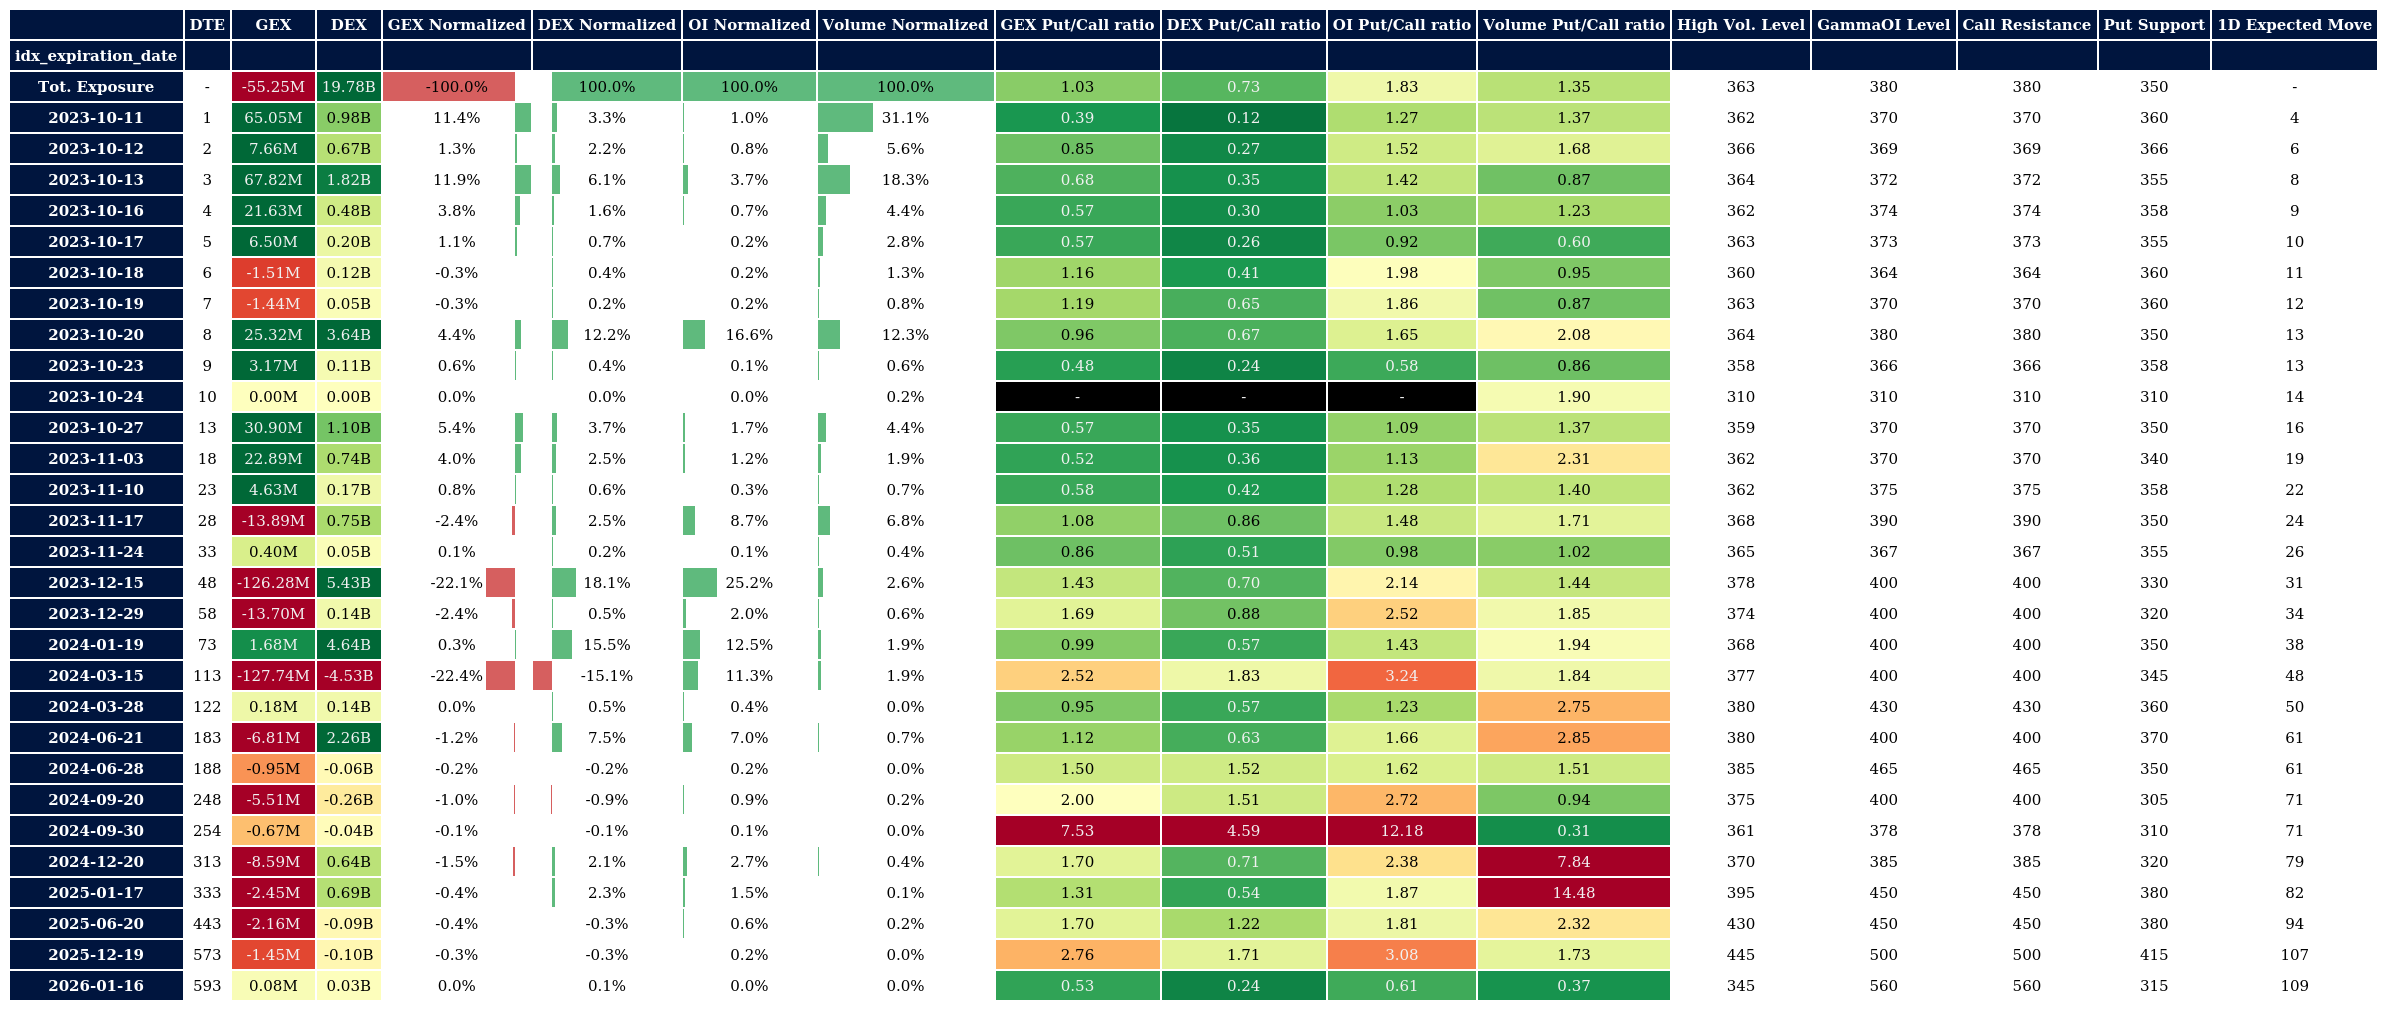 DTE GEX DEX GEX Normalized DEX Normalized OI Normalized Volume Normalized GEX Put/Call ratio DEX Put/Call ratio OI Put/Call ratio Volume Put/Call ratio High Vol. Level GammaOI Level Call Resistance Put Support 1D Expected Move
idx_expiration_date
Tot. Exposure - -55.25M 19.78B -100.0% 100.0% 100.0% 100.0% 1.03 0.73 1.83 1.35 363 380 380 350 -
2023-10-11 1 65.05M 0.98B 11.4% 3.3% 1.0% 31.1% 0.39 0.12 1.27 1.37 362 370 370 360 4
2023-10-12 2 7.66M 0.67B 1.3% 2.2% 0.8% 5.6% 0.85 0.27 1.52 1.68 366 369 369 366 6
2023-10-13 3 67.82M 1.82B 11.9% 6.1% 3.7% 18.3% 0.68 0.35 1.42 0.87 364 372 372 355 8
2023-10-16 4 21.63M 0.48B 3.8% 1.6% 0.7% 4.4% 0.57 0.30 1.03 1.23 362 374 374 358 9
2023-10-17 5 6.50M 0.20B 1.1% 0.7% 0.2% 2.8% 0.57 0.26 0.92 0.60 363 373 373 355 10
2023-10-18 6 -1.51M 0.12B -0.3% 0.4% 0.2% 1.3% 1.16 0.41 1.98 0.95 360 364 364 360 11
2023-10-19 7 -1.44M 0.05B -0.3% 0.2% 0.2% 0.8% 1.19 0.65 1.86 0.87 363 370 370 360 12
2023-10-20 8 25.32M 3.64B 4.4% 12.2% 16.6% 12.3% 0.96 0.67 1.65 2.08 364 380 380 350 13
2023-10-23 9 3.17M 0.11B 0.6% 0.4% 0.1% 0.6% 0.48 0.24 0.58 0.86 358 366 366 358 13
2023-10-24 10 0.00M 0.00B 0.0% 0.0% 0.0% 0.2% - - - 1.90 310 310 310 310 14
2023-10-27 13 30.90M 1.10B 5.4% 3.7% 1.7% 4.4% 0.57 0.35 1.09 1.37 359 370 370 350 16
2023-11-03 18 22.89M 0.74B 4.0% 2.5% 1.2% 1.9% 0.52 0.36 1.13 2.31 362 370 370 340 19
2023-11-10 23 4.63M 0.17B 0.8% 0.6% 0.3% 0.7% 0.58 0.42 1.28 1.40 362 375 375 358 22
2023-11-17 28 -13.89M 0.75B -2.4% 2.5% 8.7% 6.8% 1.08 0.86 1.48 1.71 368 390 390 350 24
2023-11-24 33 0.40M 0.05B 0.1% 0.2% 0.1% 0.4% 0.86 0.51 0.98 1.02 365 367 367 355 26
2023-12-15 48 -126.28M 5.43B -22.1% 18.1% 25.2% 2.6% 1.43 0.70 2.14 1.44 378 400 400 330 31
2023-12-29 58 -13.70M 0.14B -2.4% 0.5% 2.0% 0.6% 1.69 0.88 2.52 1.85 374 400 400 320 34
2024-01-19 73 1.68M 4.64B 0.3% 15.5% 12.5% 1.9% 0.99 0.57 1.43 1.94 368 400 400 350 38
2024-03-15 113 -127.74M -4.53B -22.4% -15.1% 11.3% 1.9% 2.52 1.83 3.24 1.84 377 400 400 345 48
2024-03-28 122 0.18M 0.14B 0.0% 0.5% 0.4% 0.0% 0.95 0.57 1.23 2.75 380 430 430 360 50
2024-06-21 183 -6.81M 2.26B -1.2% 7.5% 7.0% 0.7% 1.12 0.63 1.66 2.85 380 400 400 370 61
2024-06-28 188 -0.95M -0.06B -0.2% -0.2% 0.2% 0.0% 1.50 1.52 1.62 1.51 385 465 465 350 61
2024-09-20 248 -5.51M -0.26B -1.0% -0.9% 0.9% 0.2% 2.00 1.51 2.72 0.94 375 400 400 305 71
2024-09-30 254 -0.67M -0.04B -0.1% -0.1% 0.1% 0.0% 7.53 4.59 12.18 0.31 361 378 378 310 71
2024-12-20 313 -8.59M 0.64B -1.5% 2.1% 2.7% 0.4% 1.70 0.71 2.38 7.84 370 385 385 320 79
2025-01-17 333 -2.45M 0.69B -0.4% 2.3% 1.5% 0.1% 1.31 0.54 1.87 14.48 395 450 450 380 82
2025-06-20 443 -2.16M -0.09B -0.4% -0.3% 0.6% 0.2% 1.70 1.22 1.81 2.32 430 450 450 380 94
2025-12-19 573 -1.45M -0.10B -0.3% -0.3% 0.2% 0.0% 2.76 1.71 3.08 1.73 445 500 500 415 107
2026-01-16 593 0.08M 0.03B 0.0% 0.1% 0.0% 0.0% 0.53 0.24 0.61 0.37 345 560 560 315 109